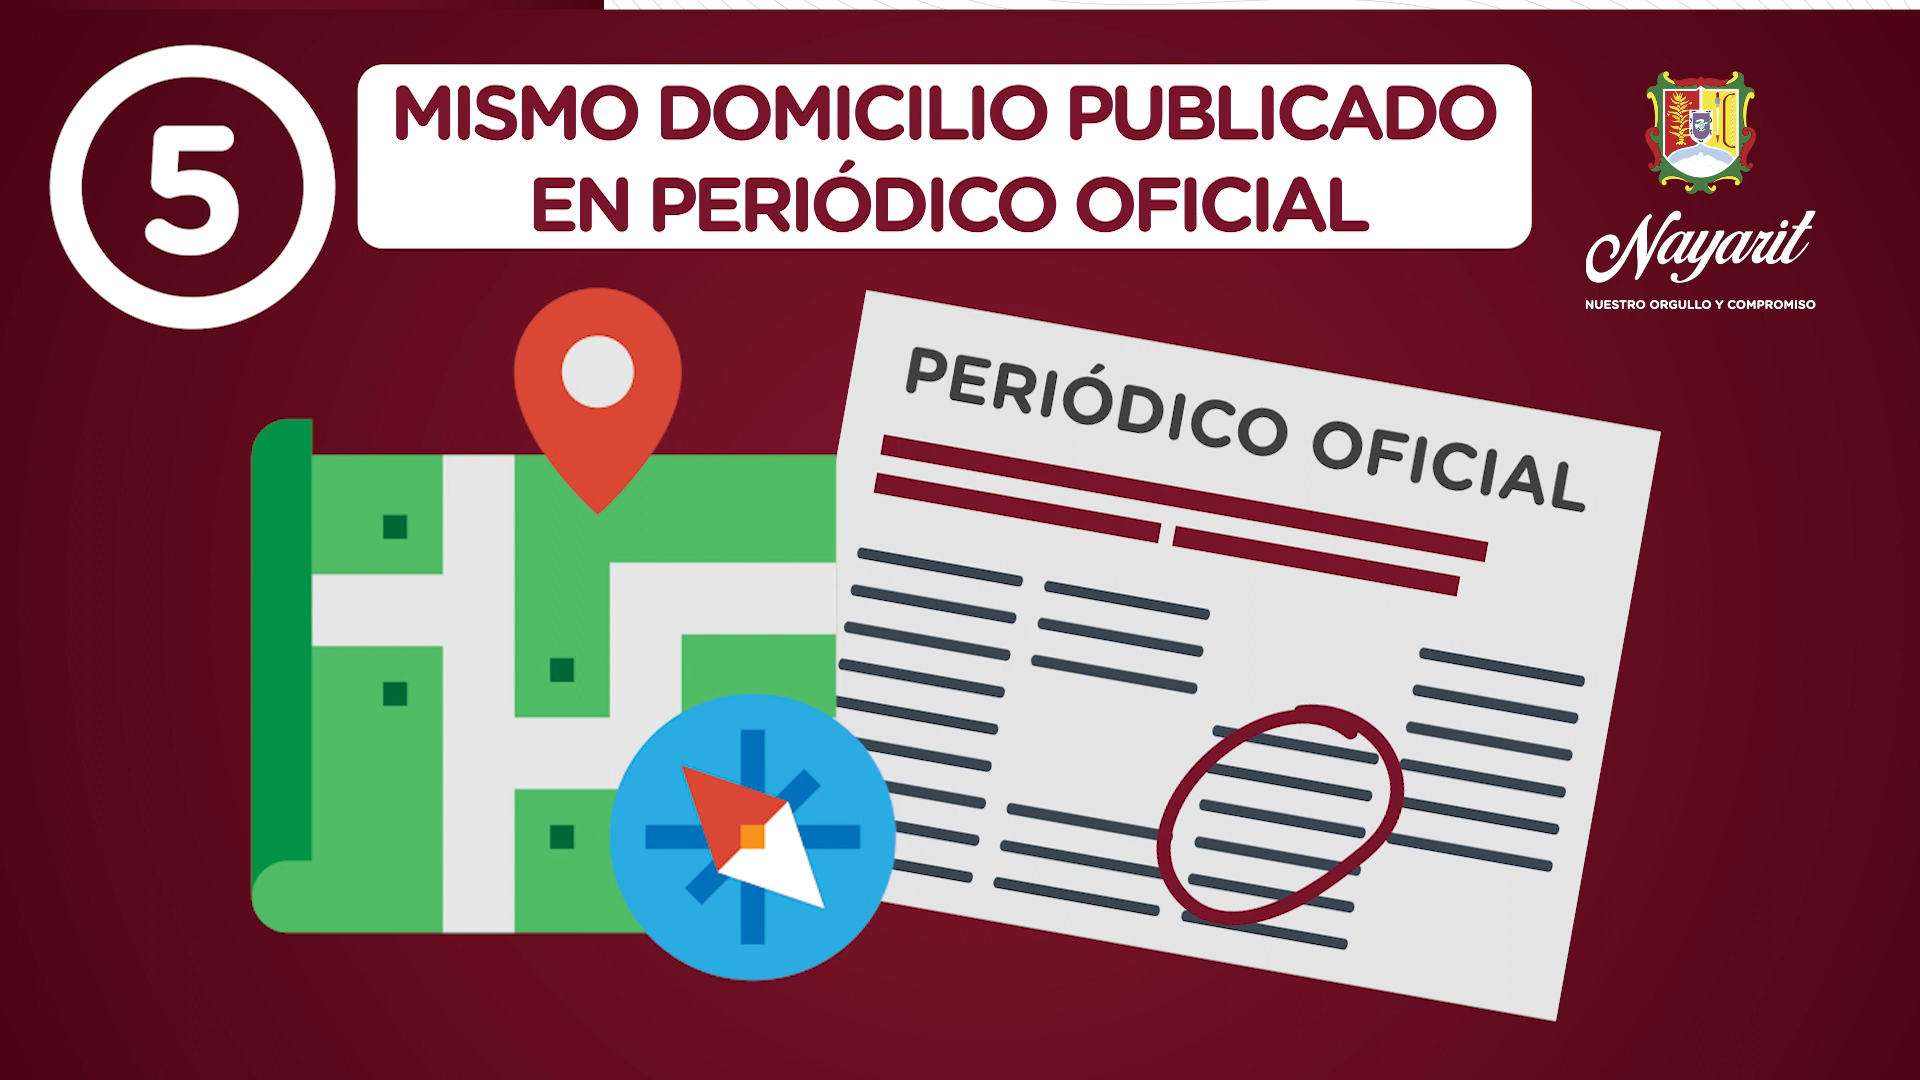 5
MISMO DOMICILIO PUBLICADO
EN PERIÓDICO OFICIAL
Nayarit
NUESTRO ORGULLO Y COMPROMISO
PERIÓDICO OFICIAL